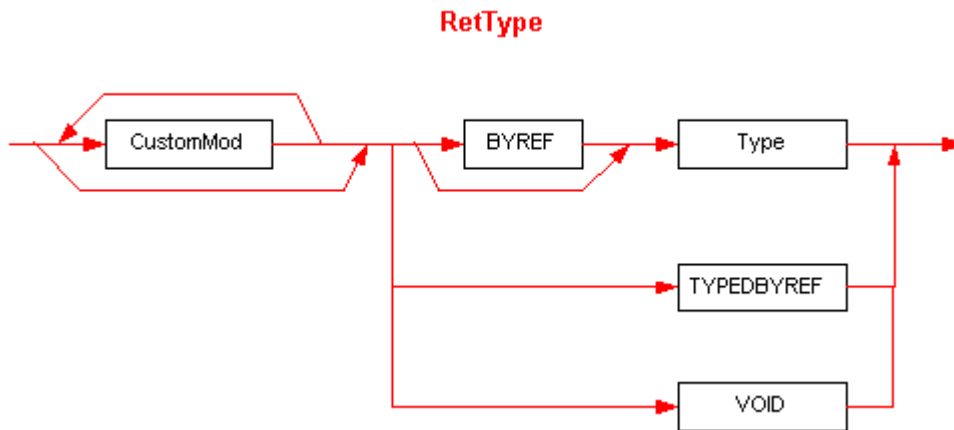 RetType
CustomMod
BYREF
Type
TYPEDBYREF
VOID